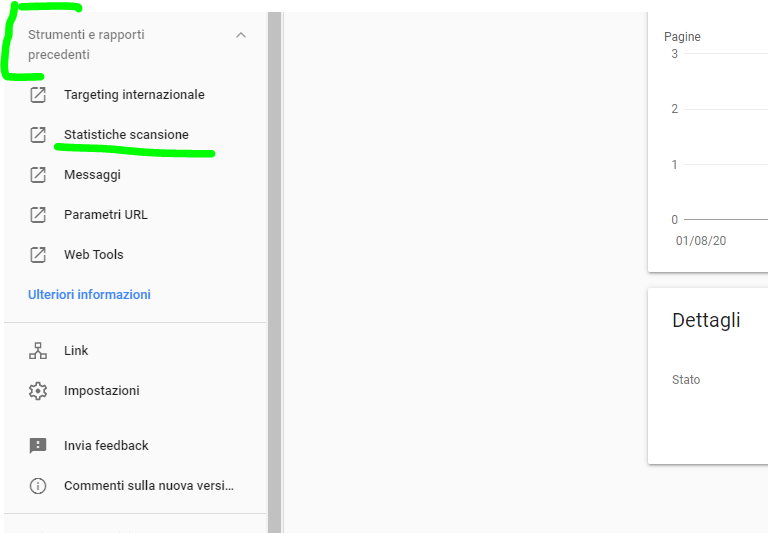 Strumenti e rapporti
precedenti
Targeting internazionale
Statistiche scansione
Messaggi
Parametri URL
Web Tools
Ulteriori informazioni
Link
Impostazioni
Invia feedback
Commenti sulla nuova versi...
Pagine
3
2
1
0
01/08/20
Dettagli
Stato